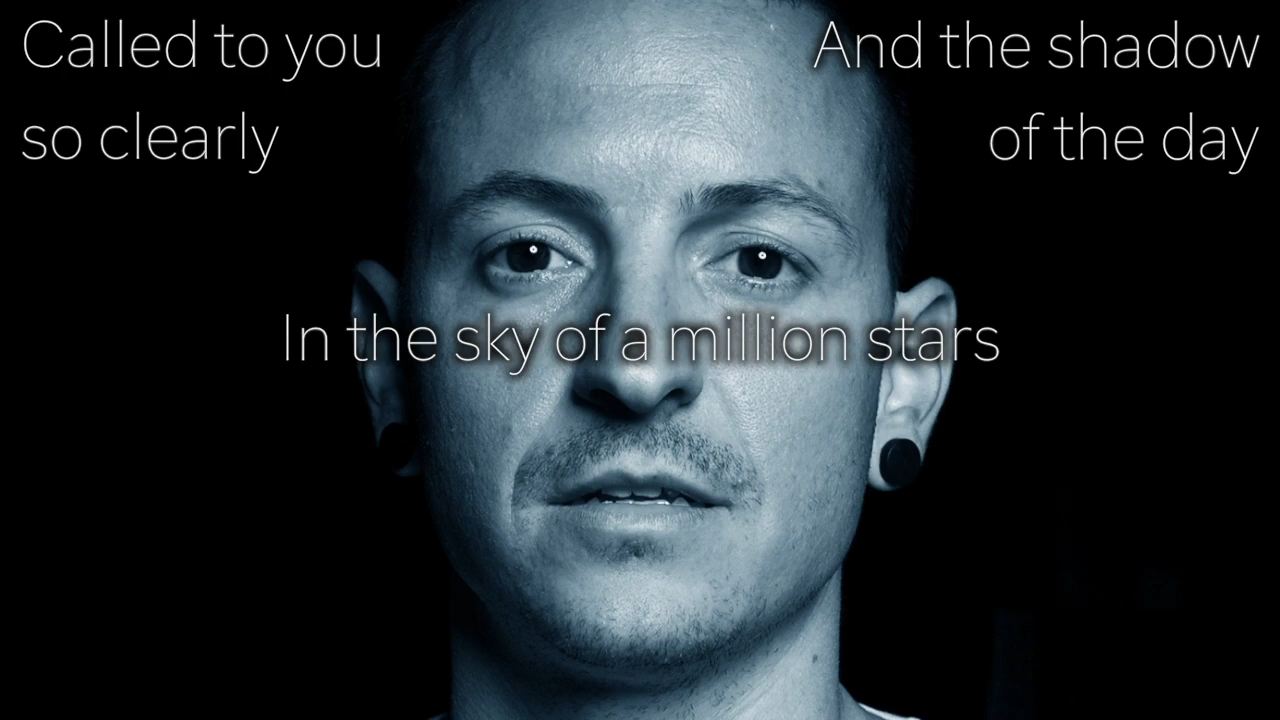 Called to you
so clearly
And the shadow
of the day
In the sky of a million stars